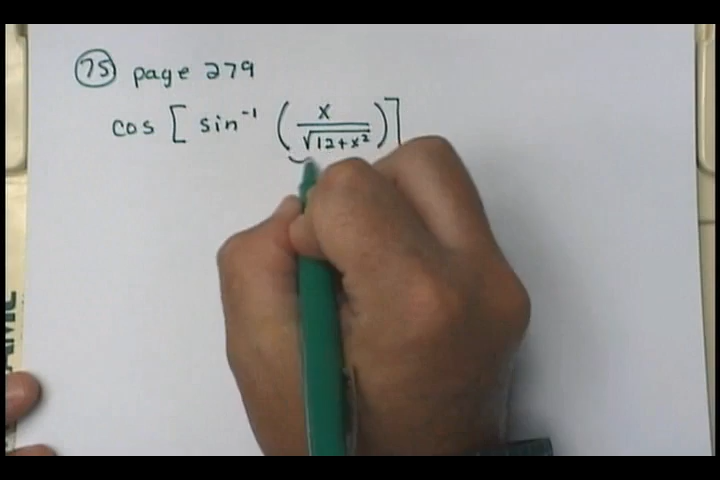 75 page 279
cos [ sin⁻¹ ( x / √12+x² ) ]